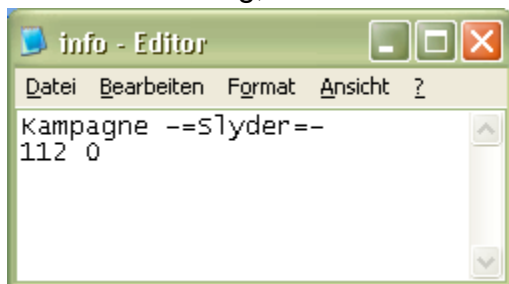 info - Editor
Datei Bearbeiten Format Ansicht ?
Kampagne -=Slyder=-
112 0